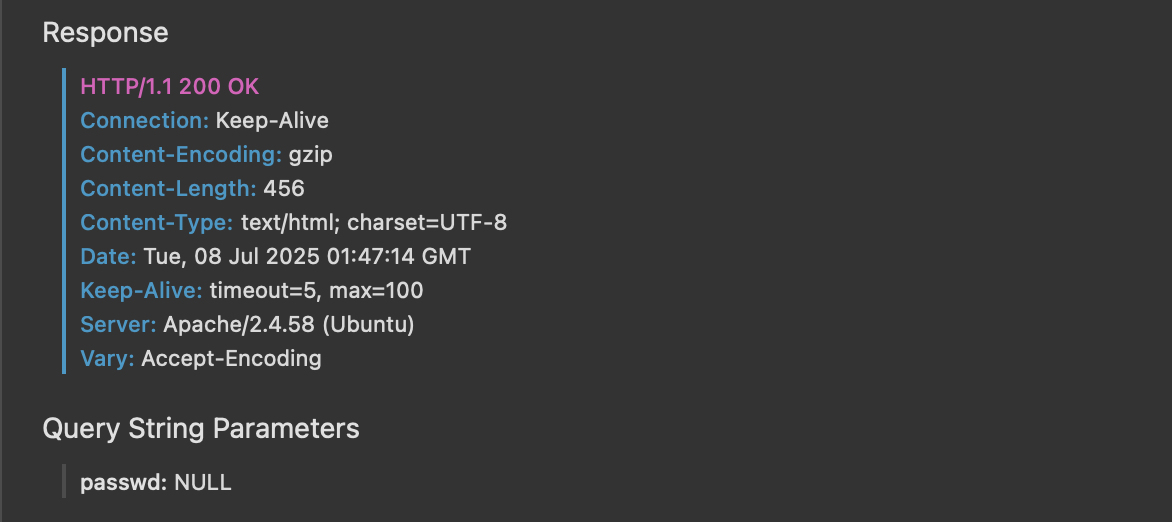 Response
HTTP/1.1 200 OK
Connection: Keep-Alive
Content-Encoding: gzip
Content-Length: 456
Content-Type: text/html; charset=UTF-8
Date: Tue, 08 Jul 2025 01:47:14 GMT
Keep-Alive: timeout=5, max=100
Server: Apache/2.4.58 (Ubuntu)
Vary: Accept-Encoding
Query String Parameters
passwd: NULL